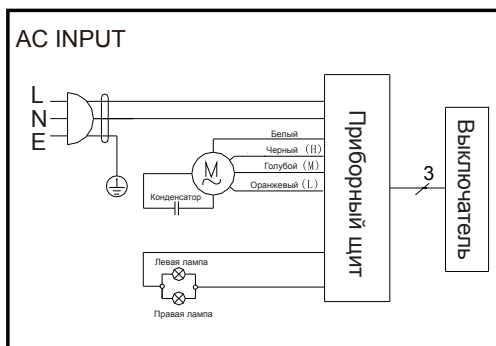 AC INPUT
L
N
E
Белый
Черный (H)
Голубой (M)
Оранжевый (L)
M
Конденсатор
Левая лампа
Правая лампа
Приборный щит
3
Выключатель